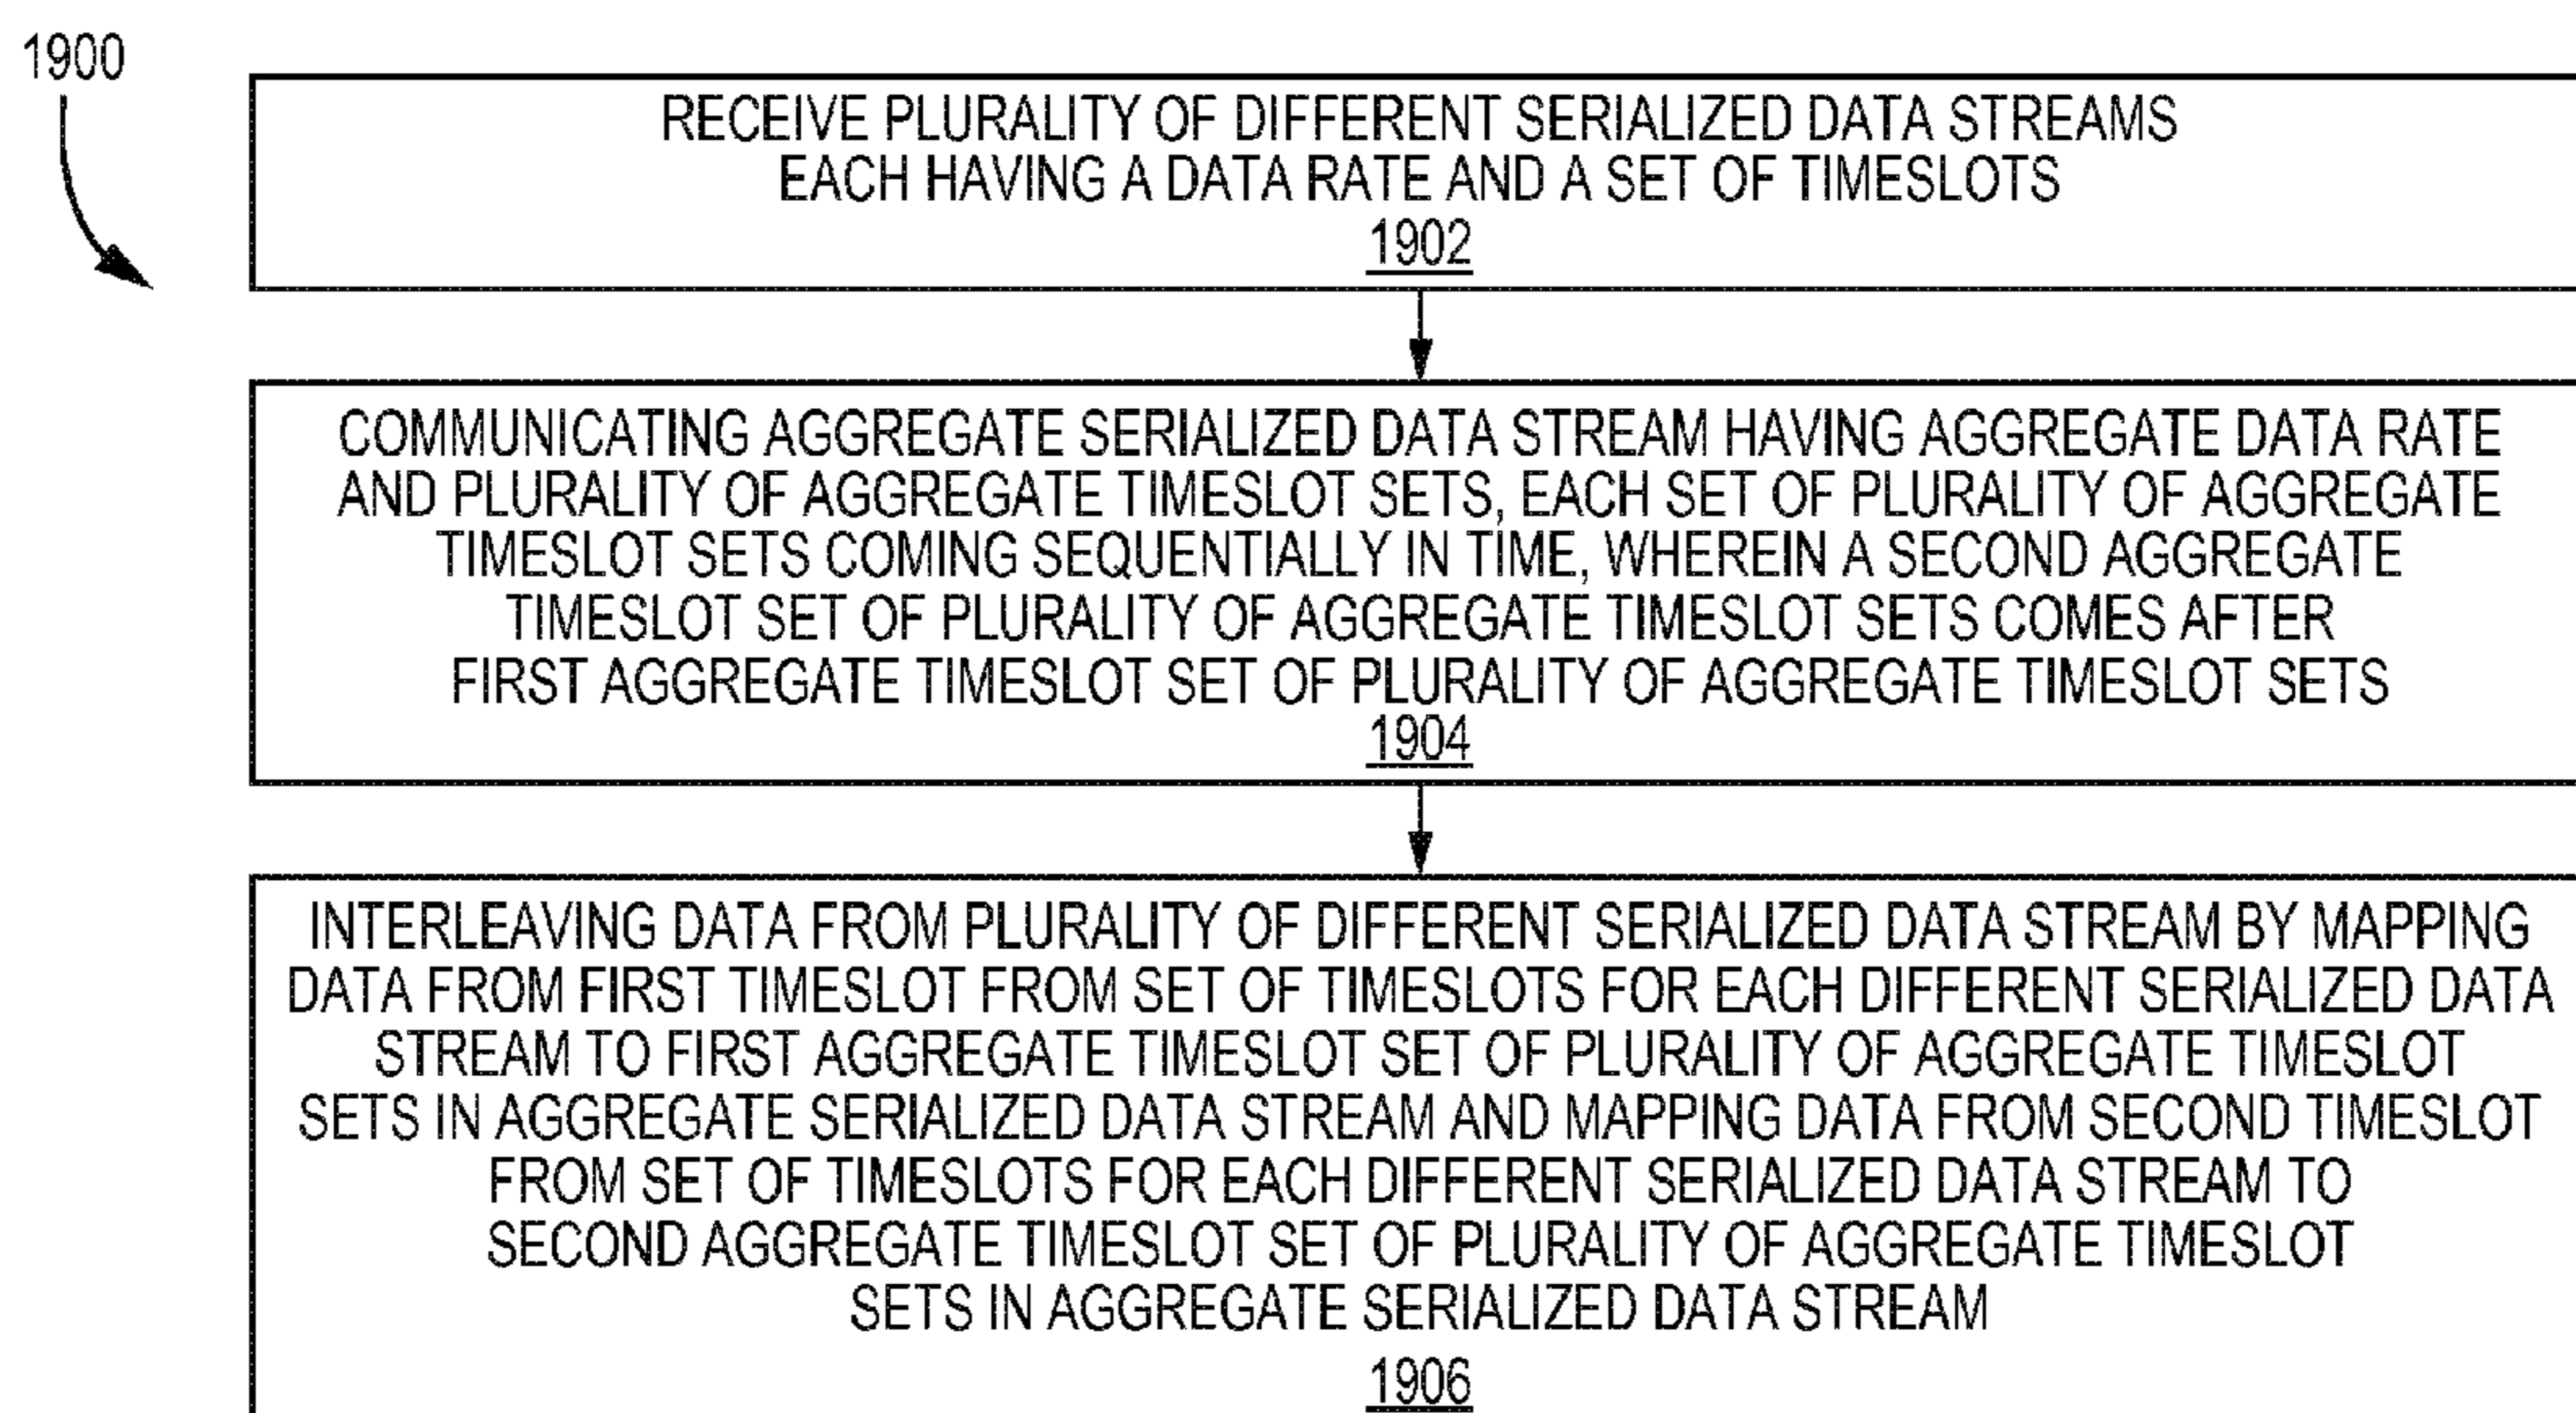 1900
RECEIVE PLURALITY OF DIFFERENT SERIALIZED DATA STREAMS
EACH HAVING A DATA RATE AND A SET OF TIMESLOTS
1902
COMMUNICATING AGGREGATE SERIALIZED DATA STREAM HAVING AGGREGATE DATA RATE
AND PLURALITY OF AGGREGATE TIMESLOT SETS, EACH SET OF PLURALITY OF AGGREGATE
TIMESLOT SETS COMING SEQUENTIALLY IN TIME, WHEREIN A SECOND AGGREGATE
TIMESLOT SET OF PLURALITY OF AGGREGATE TIMESLOT SETS COMES AFTER
FIRST AGGREGATE TIMESLOT SET OF PLURALITY OF AGGREGATE TIMESLOT SETS
1904
INTERLEAVING DATA FROM PLURALITY OF DIFFERENT SERIALIZED DATA STREAM BY MAPPING
DATA FROM FIRST TIMESLOT FROM SET OF TIMESLOTS FOR EACH DIFFERENT SERIALIZED DATA
STREAM TO FIRST AGGREGATE TIMESLOT SET OF PLURALITY OF AGGREGATE TIMESLOT
SETS IN AGGREGATE SERIALIZED DATA STREAM AND MAPPING DATA FROM SECOND TIMESLOT
FROM SET OF TIMESLOTS FOR EACH DIFFERENT SERIALIZED DATA STREAM TO
SECOND AGGREGATE TIMESLOT SET OF PLURALITY OF AGGREGATE TIMESLOT
SETS IN AGGREGATE SERIALIZED DATA STREAM
1906